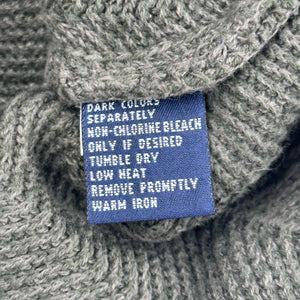 DARK COLORS
SEPARATELY
NON-CHLORINE BLEACH
ONLY IF DESIRED
TUMBLE DRY
LOW HEAT
REMOVE PROMPTLY
WARM IRON